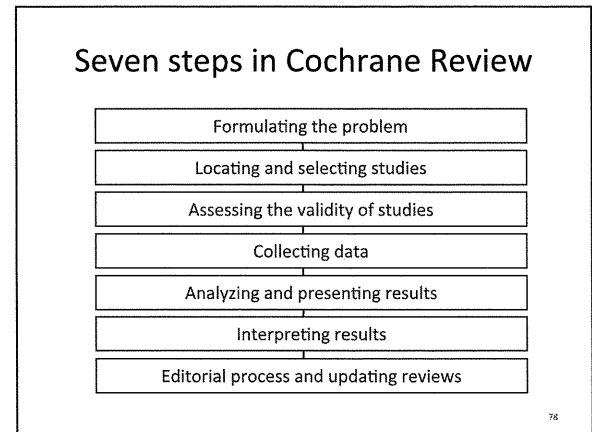 Seven steps in Cochrane Review
Formulating the problem
Locating and selecting studies
Assessing the validity of studies
Collecting data
Analyzing and presenting results
Interpreting results
Editorial process and updating reviews
78